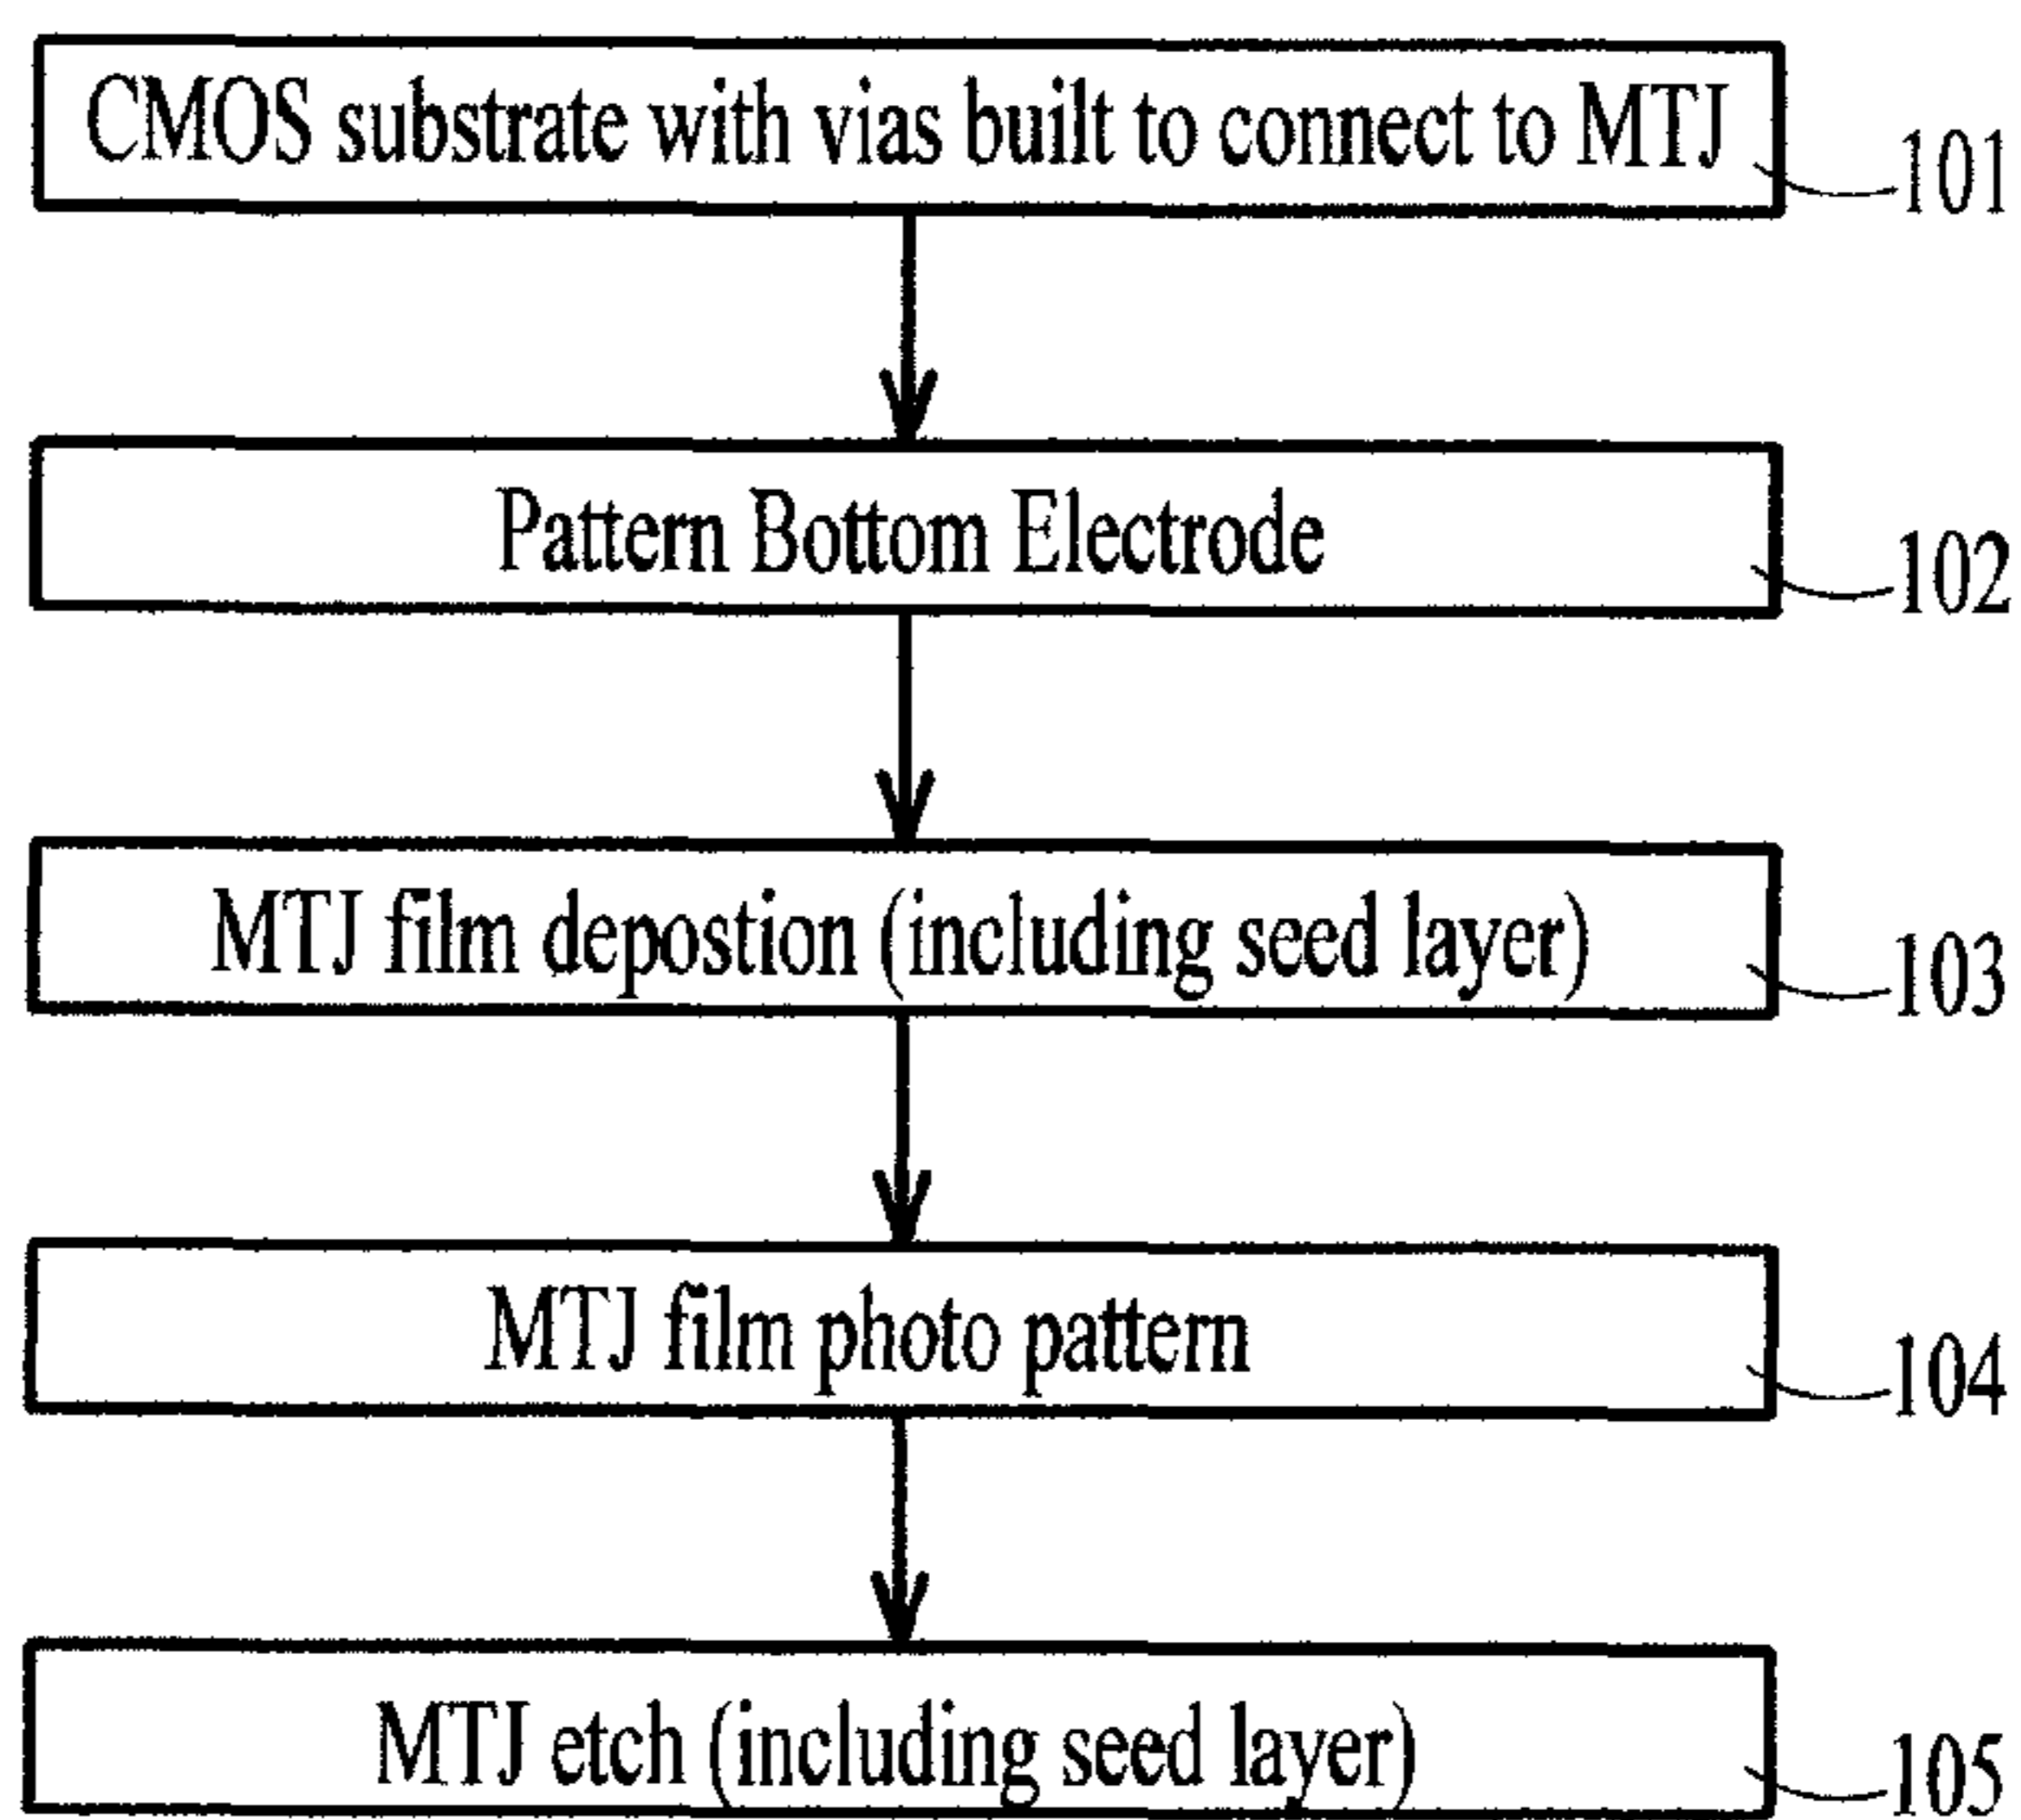 CMOS substrate with vias built to connect to MTJ
101
Pattern Bottom Electrode
102
MTJ film depostion (including seed layer)
103
MTJ film photo pattern
104
MTJ etch (including seed layer)
105